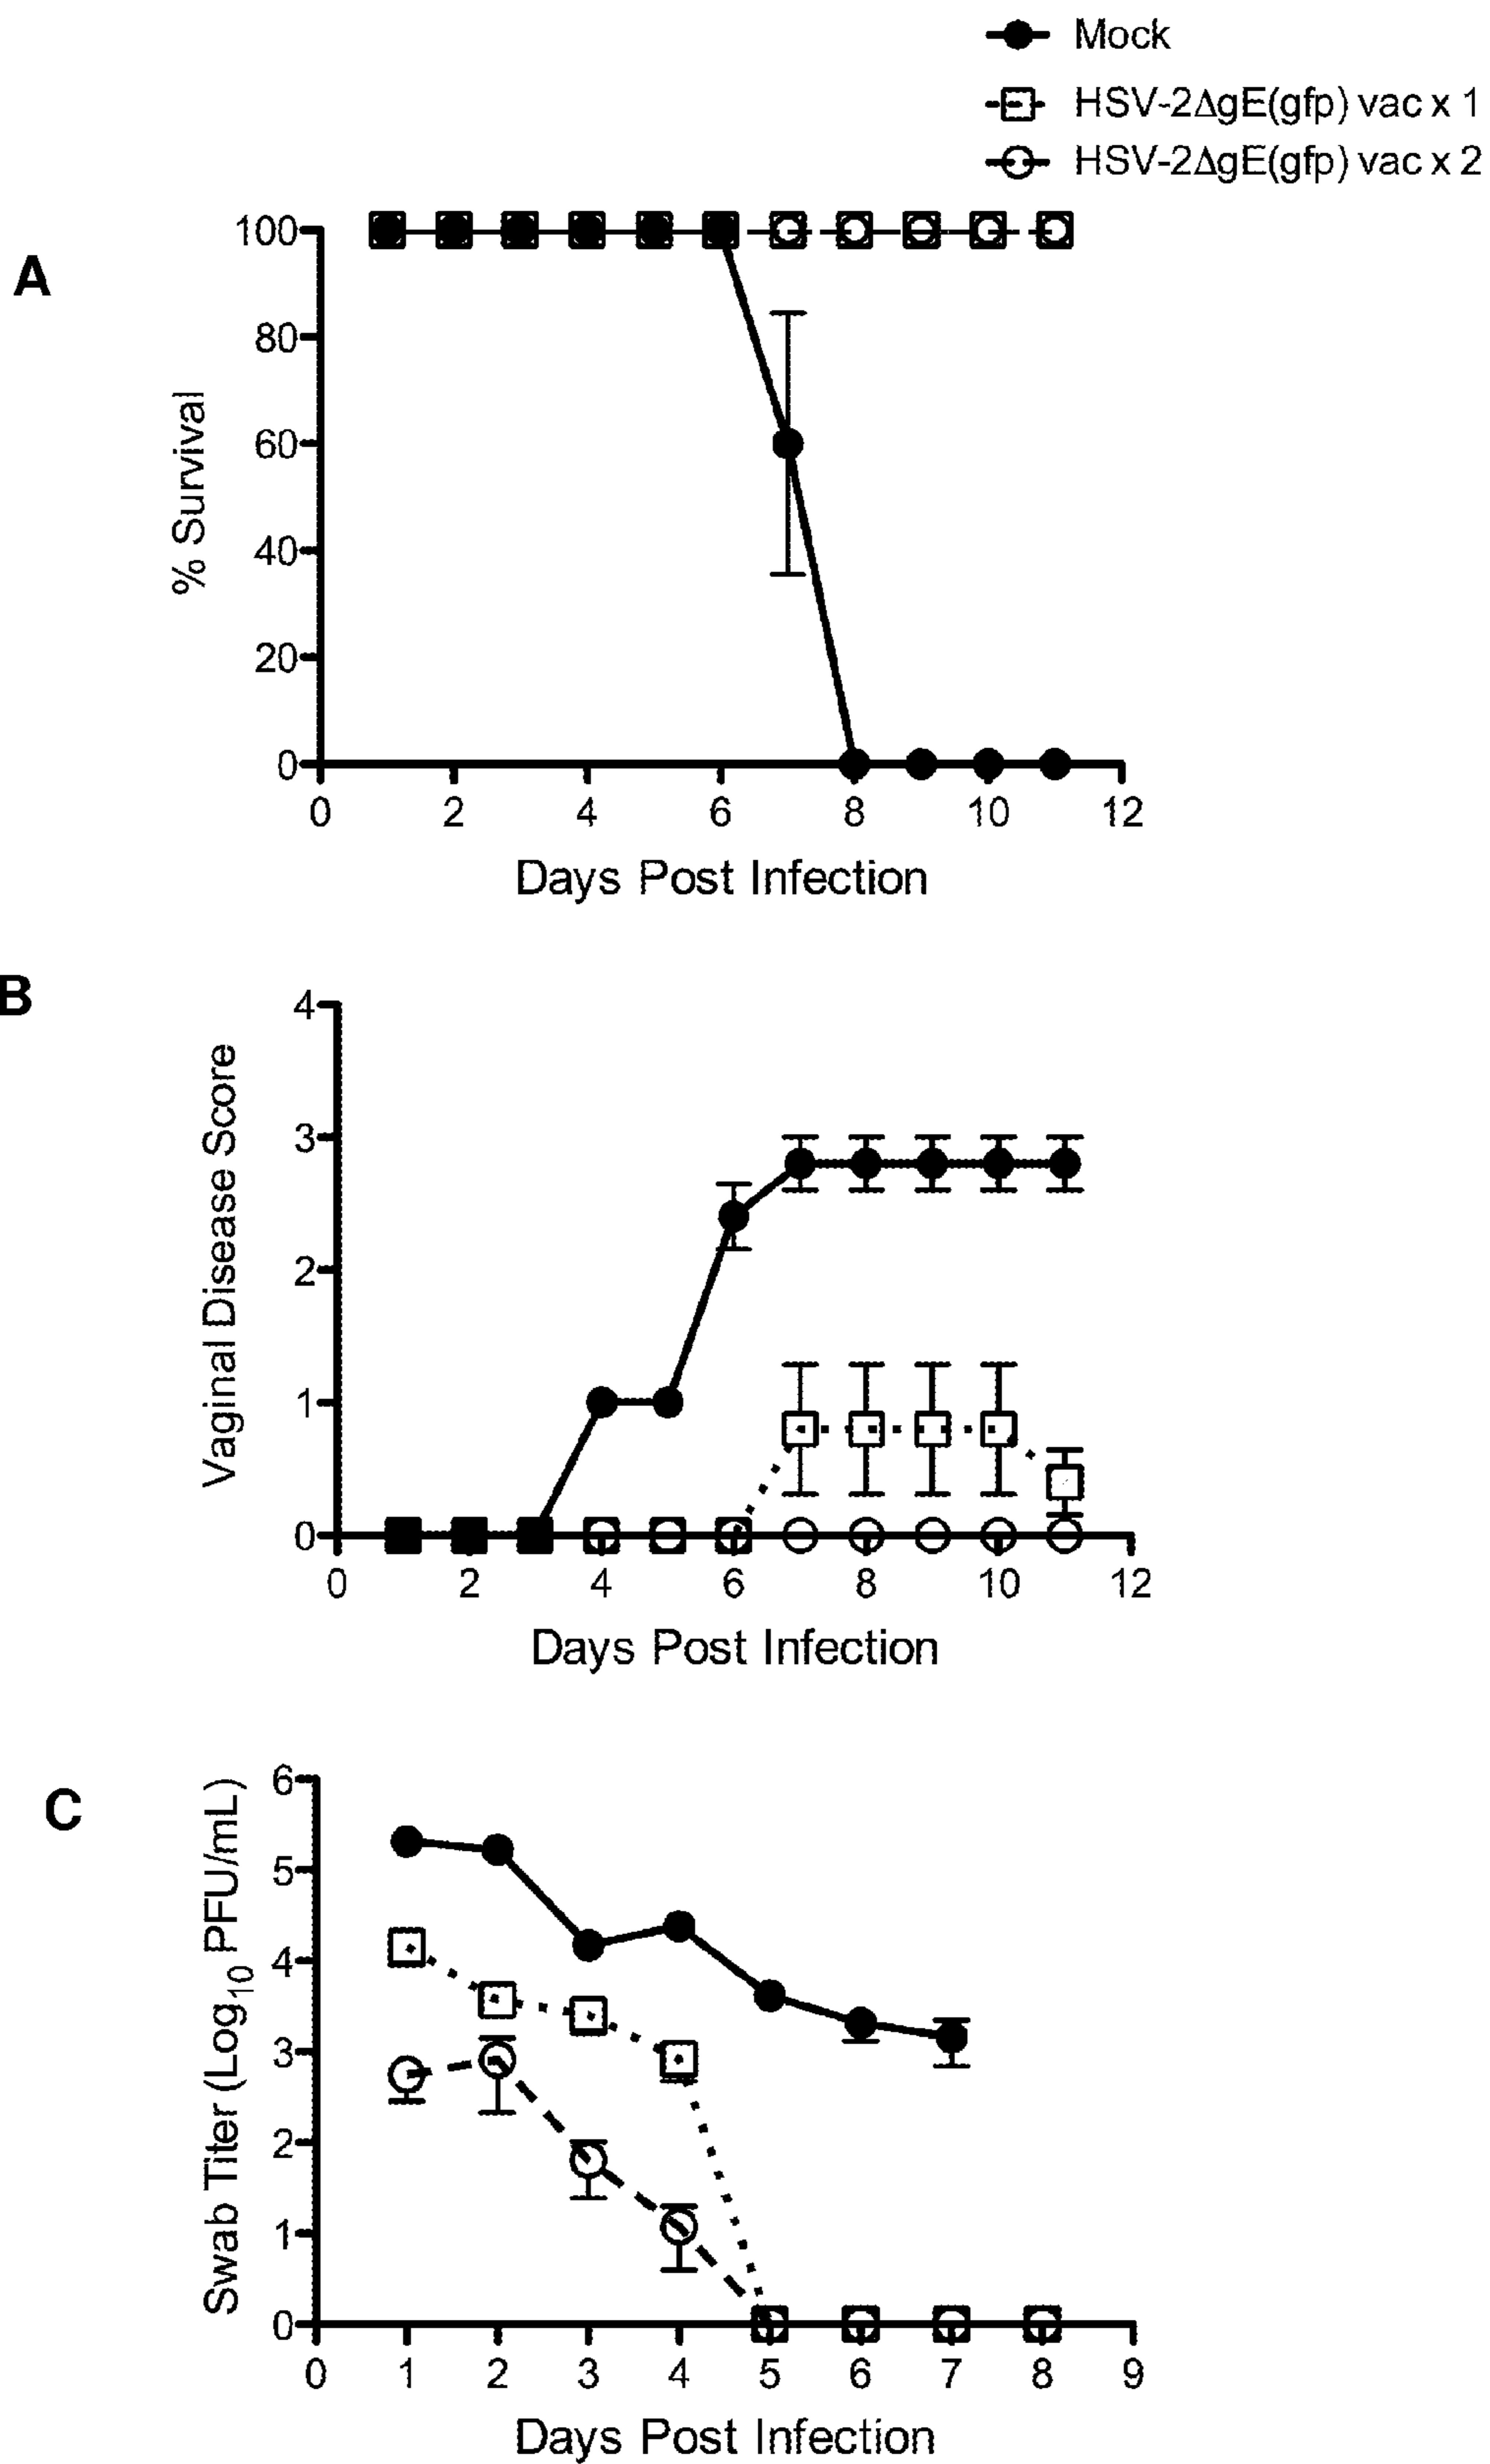 Mock
HSV-2ΔgE(gfp) vac x 1
HSV-2ΔgE(gfp) vac x 2
A
100
80
60
40
20
0
% Survival
0 2 4 6 8 10 12
Days Post Infection
B
4
3
2
1
0
Vaginal Disease Score
0 2 4 6 8 10 12
Days Post Infection
C
6
5
4
3
2
1
0
Swab Titer (Log10 PFU/mL)
0 1 2 3 4 5 6 7 8 9
Days Post Infection